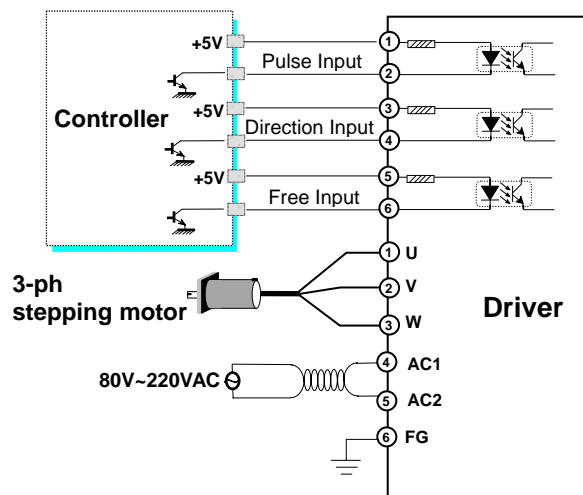 +5V
1
Pulse Input
2
+5V
3
Controller
Direction Input
4
+5V
5
Free Input
6
1 U
3-ph
stepping motor
2 V
Driver
3 W
4 AC1
80V~220VAC
5 AC2
6 FG